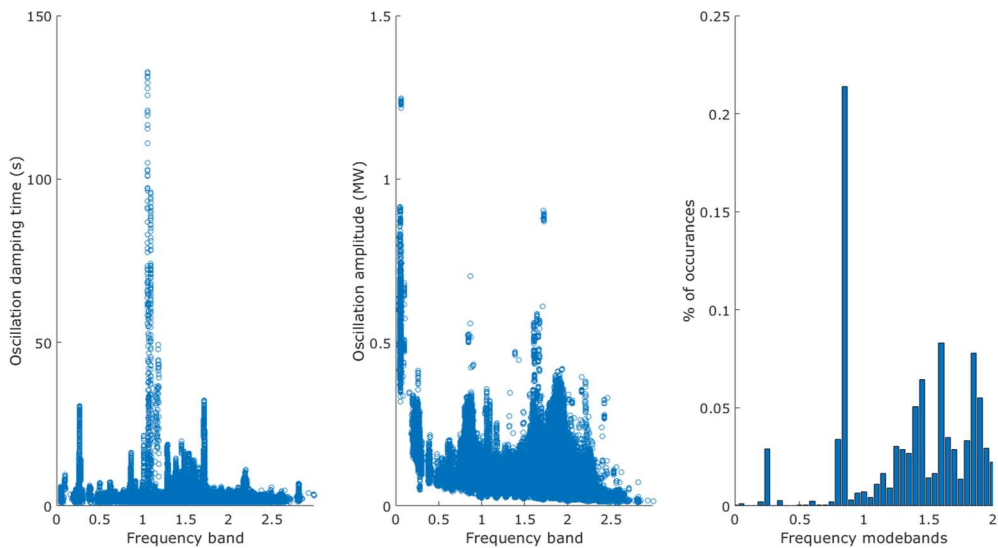 150
100
50
0
0 0.5 1 1.5 2 2.5
Oscillation damping time (s)
Frequency band
1.5
1
0.5
0
0 0.5 1 1.5 2 2.5
Oscillation amplitude (MW)
Frequency band
0.25
0.2
0.15
0.1
0.05
0
0 0.5 1 1.5 2
% of occurances
Frequency modebands